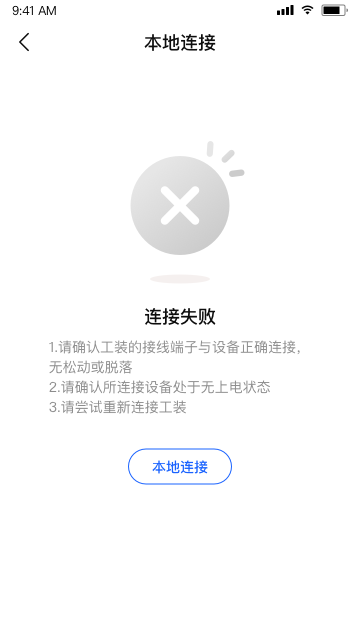 9:41 AM
本地连接
连接失败
1.请确认工装的接线端子与设备正确连接，
无松动或脱落
2.请确认所连接设备处于无上电状态
3.请尝试重新连接工装
本地连接